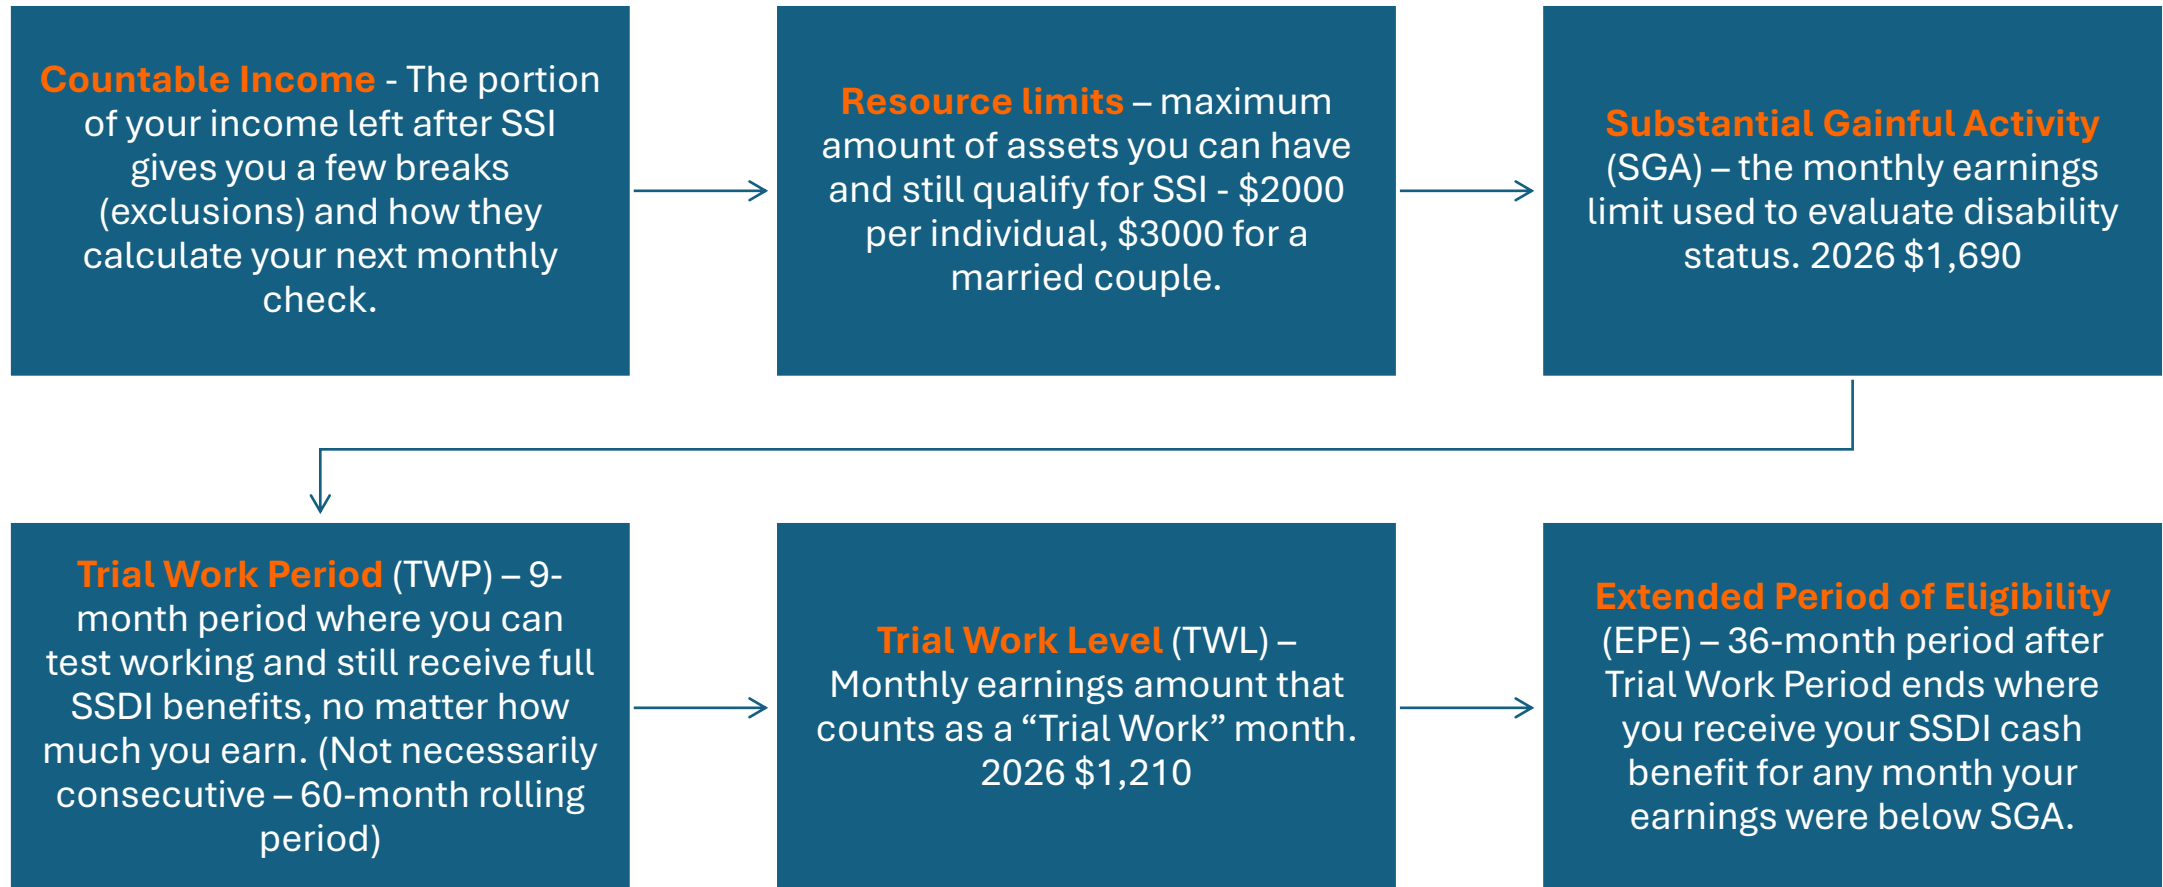 Countable Income - The portion
of your income left after SSI
gives you a few breaks
(exclusions) and how they
calculate your next monthly
check.
Resource limits – maximum
amount of assets you can have
and still qualify for SSI - $2000
per individual, $3000 for a
married couple.
Substantial Gainful Activity
(SGA) – the monthly earnings
limit used to evaluate disability
status. 2026 $1,690
Trial Work Period (TWP) – 9-
month period where you can
test working and still receive full
SSDI benefits, no matter how
much you earn. (Not necessarily
consecutive – 60-month rolling
period)
Trial Work Level (TWL) –
Monthly earnings amount that
counts as a “Trial Work” month.
2026 $1,210
Extended Period of Eligibility
(EPE) – 36-month period after
Trial Work Period ends where
you receive your SSDI cash
benefit for any month your
earnings were below SGA.